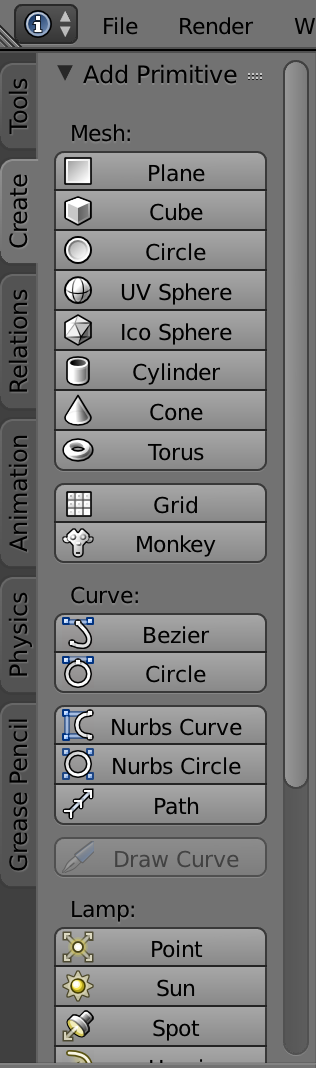 File Render W
Add Primitive
Tools
Create
Relations
Animation
Physics
Grease Pencil
Mesh:
Plane
Cube
Circle
UV Sphere
Ico Sphere
Cylinder
Cone
Torus
Grid
Monkey
Curve:
Bezier
Circle
Nurbs Curve
Nurbs Circle
Path
Draw Curve
Lamp:
Point
Sun
Spot